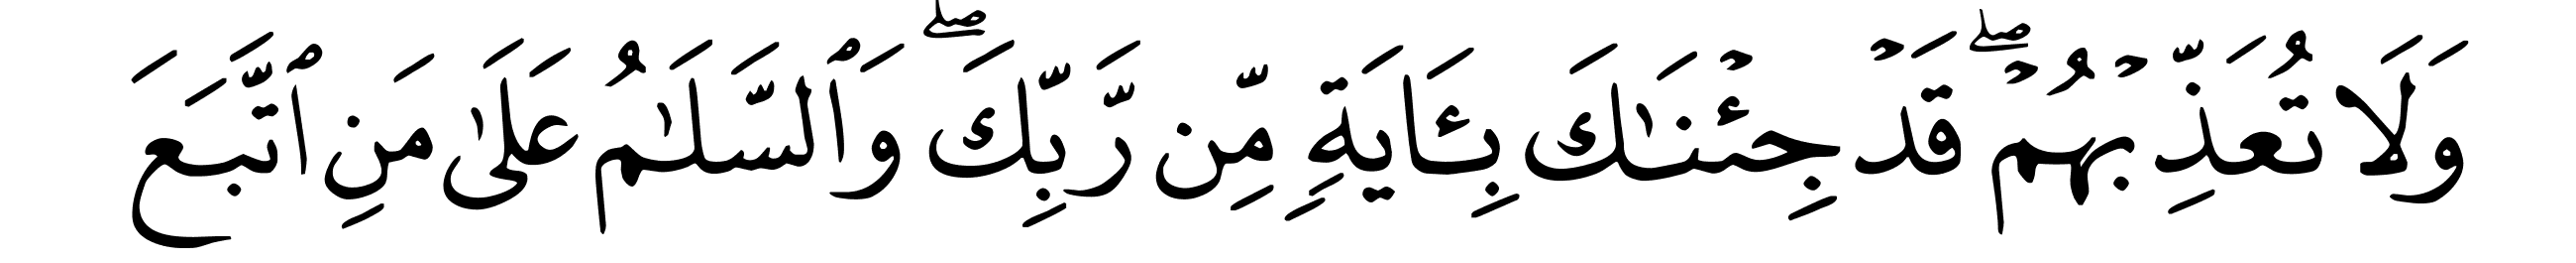 وَلَا تُعَذِّبْهُمْۖ قَدْ جِئْنَٰكَ بِـَٔايَةٍ مِّن رَّبِّكَۖ وَٱلسَّلَٰمُ عَلَىٰ مَنِ ٱتَّبَعَ